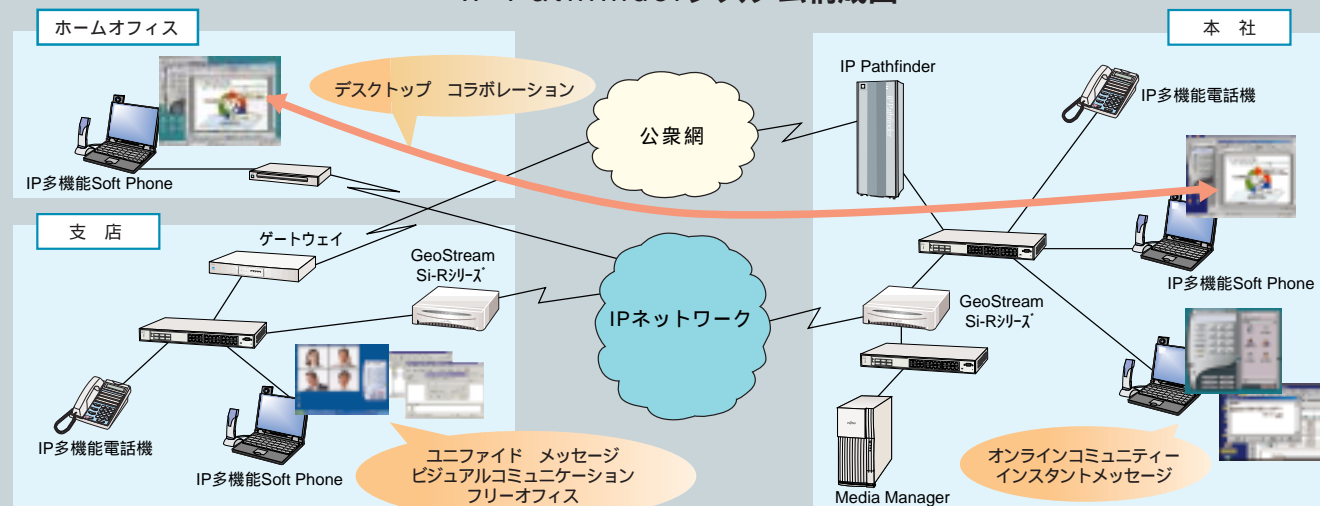 ホームオフィス
デスクトップ コラボレーション
IP多機能Soft Phone
支 店
ゲートウェイ
GeoStream
Si-Rシリーズ
IP多機能電話機
IP多機能Soft Phone
ユニファイド メッセージ
ビジュアルコミュニケーション
フリーオフィス
公衆網
IPネットワーク
本 社
IP Pathfinder
IP多機能電話機
IP多機能Soft Phone
GeoStream
Si-Rシリーズ
Media Manager
オンラインコミュニティー
インスタントメッセージ